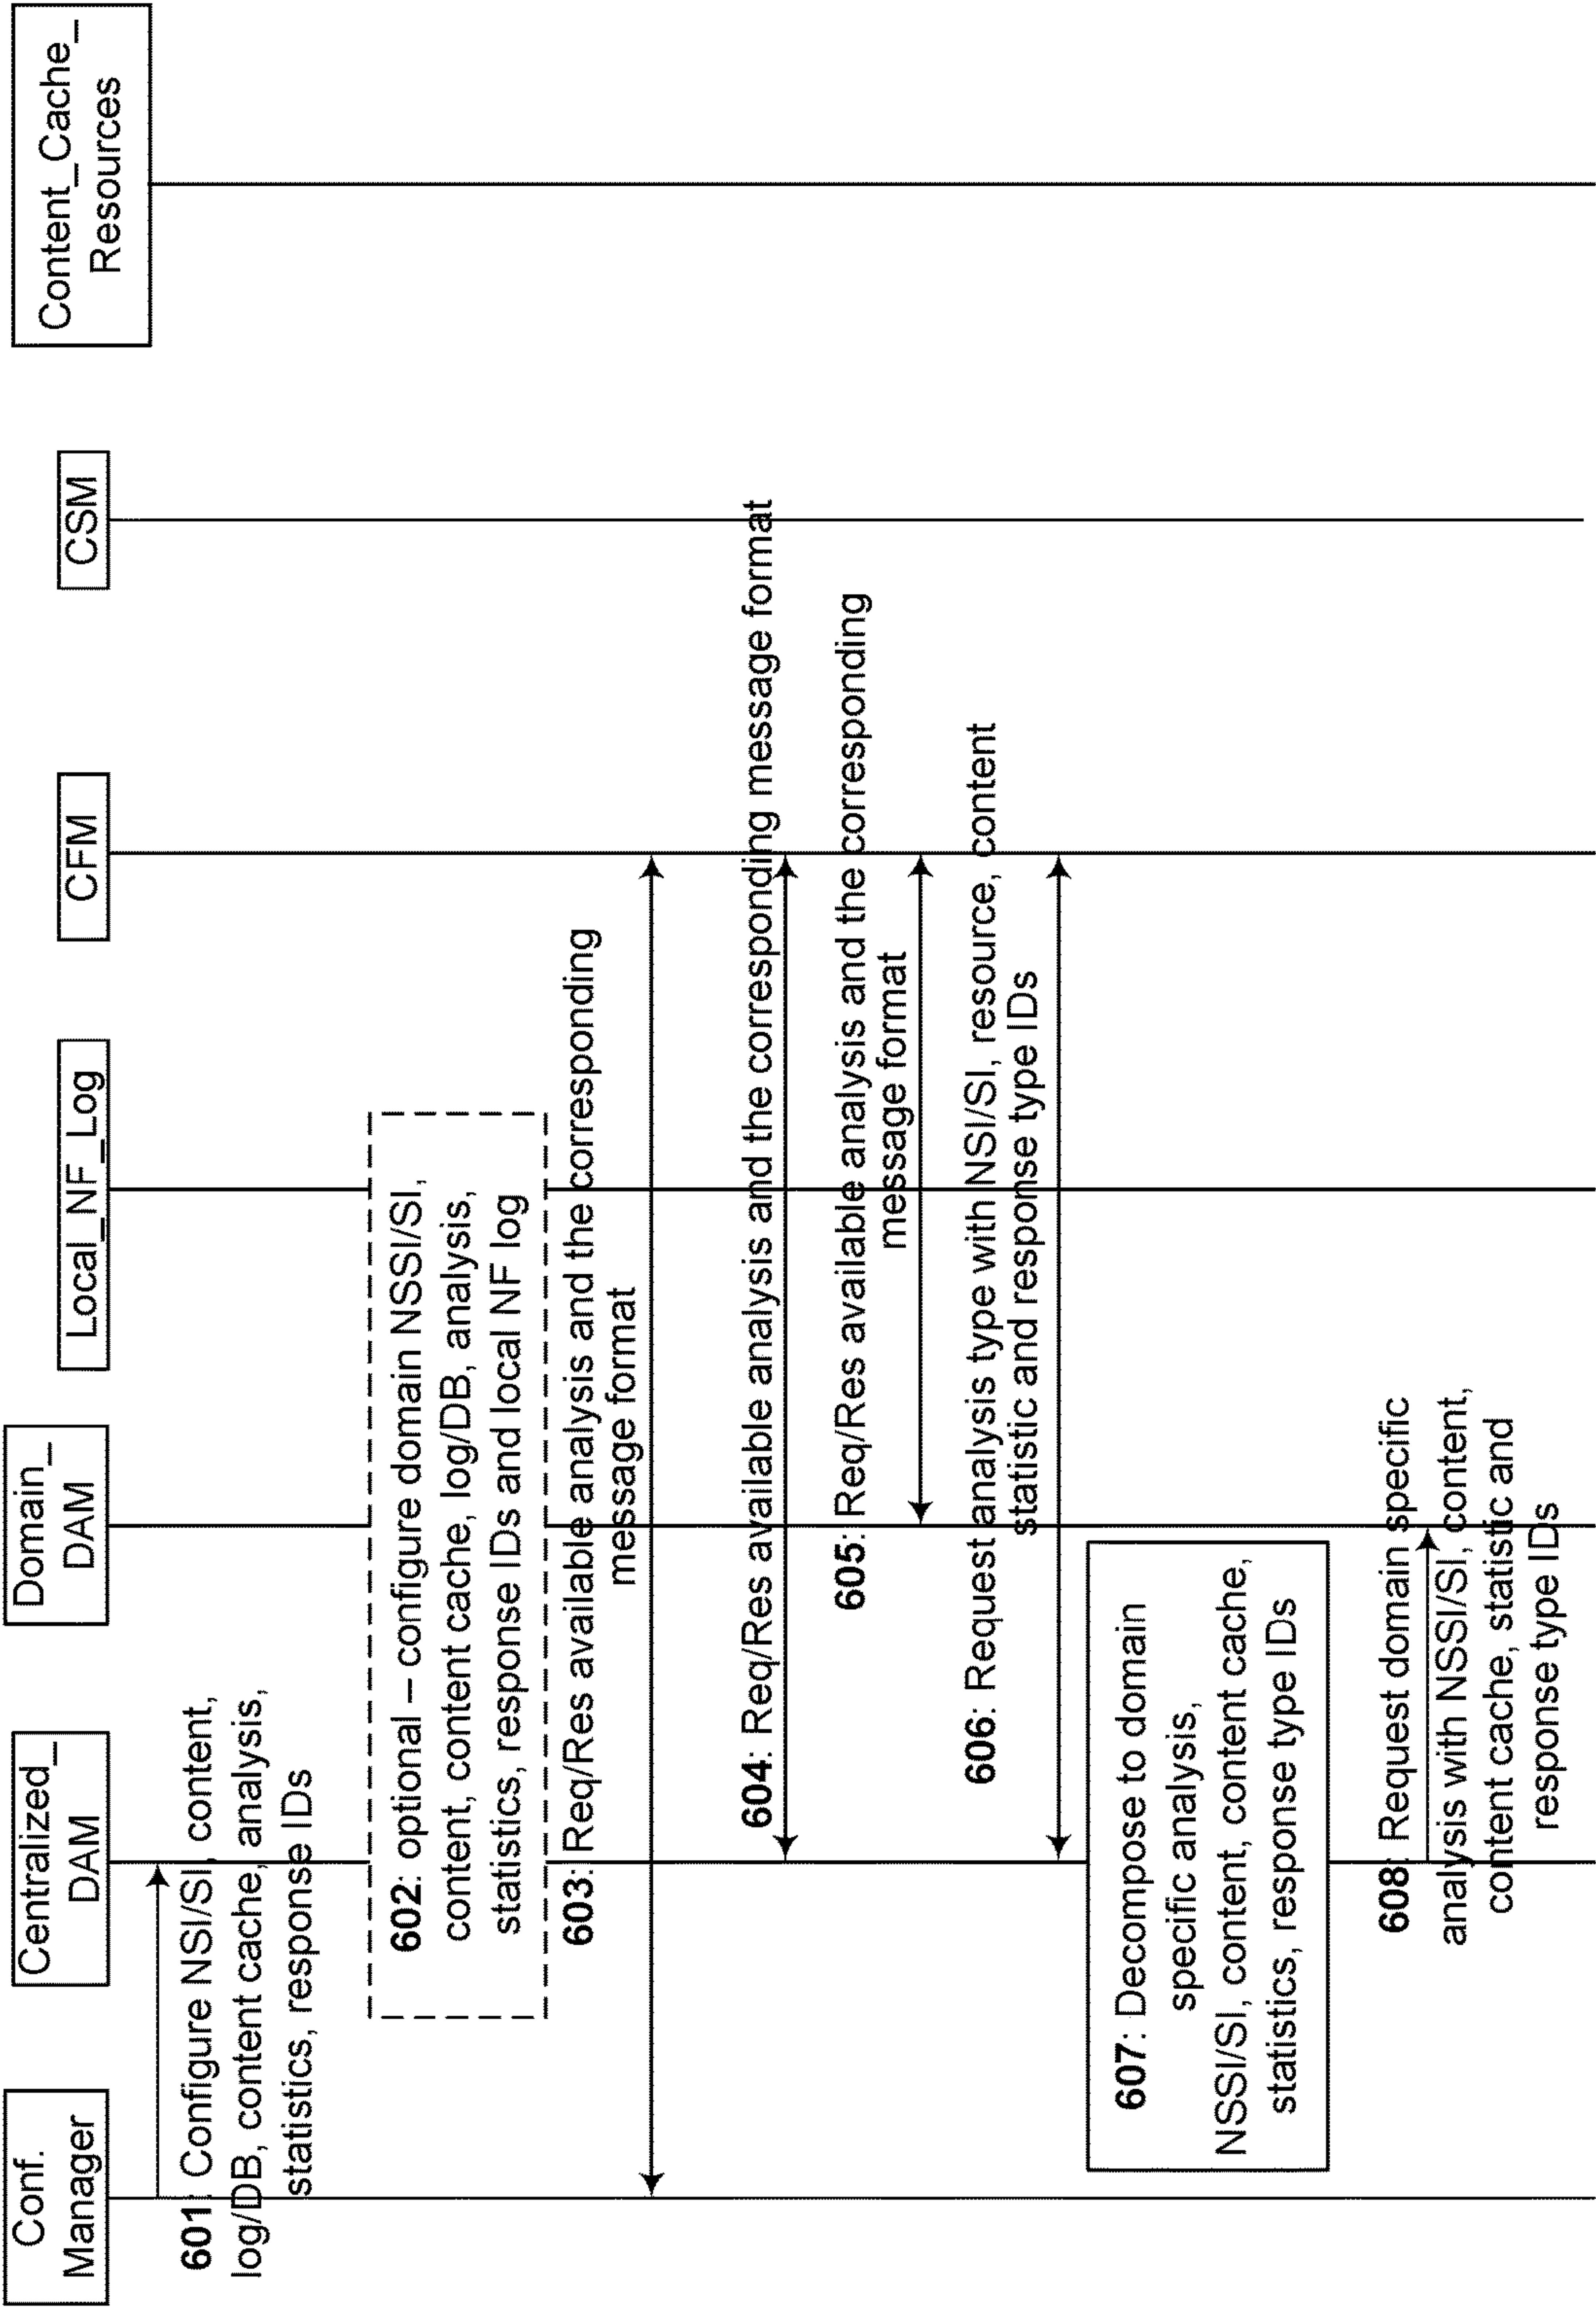 Conf.
Manager
Centralized_
DAM
Domain_
DAM
Local_NF_Log
CFM
CSM
Content_Cache_
Resources
601: Configure NSI/SI, content,
log/DB, content cache, analysis,
statistics, response IDs
602: optional – configure domain NSSI/SI,
content, content cache, log/DB, analysis,
statistics, response IDs and local NF log
603: Req/Res available analysis and the corresponding
message format
604: Req/Res available analysis and the corresponding message format
605: Req/Res available analysis and the corresponding
message format
606: Request analysis type with NSI/SI, resource, content
statistic and response type IDs
607: Decompose to domain
specific analysis,
NSSI/SI, content, content cache,
statistics, response type IDs
608: Request domain specific
analysis with NSSI/SI, content,
content cache, statistic and
response type IDs